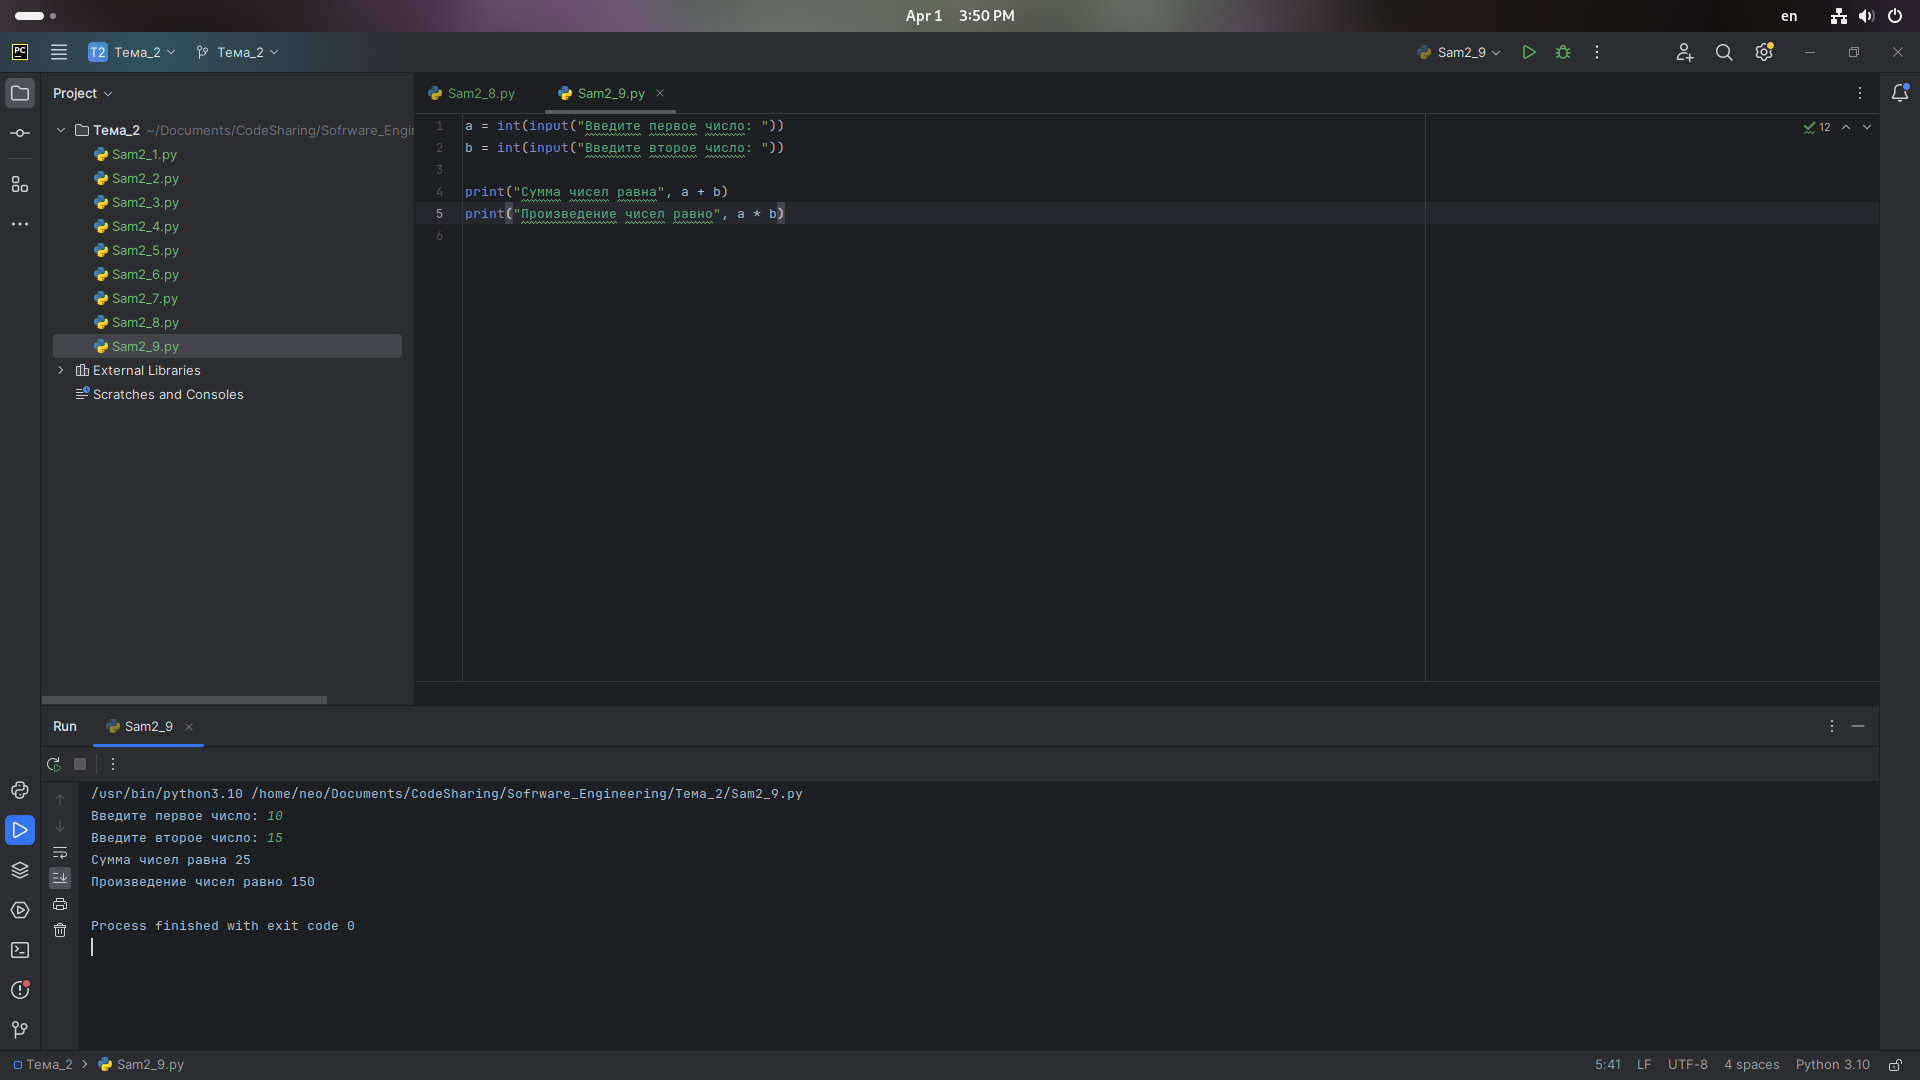 Apr 1 3:50 PM
en
PC
T2 Тема_2
Тема_2
Sam2_9
Project
Sam2_8.py
Sam2_9.py
Тема_2 ~/Documents/CodeSharing/Sofrware_Engi
Sam2_1.py
Sam2_2.py
Sam2_3.py
Sam2_4.py
Sam2_5.py
Sam2_6.py
Sam2_7.py
Sam2_8.py
Sam2_9.py
External Libraries
Scratches and Consoles
1 a = int(input("Введите первое число: "))
2 b = int(input("Введите второе число: "))
3
4 print("Сумма чисел равна", a + b)
5 print("Произведение чисел равно", a * b)
6
12
Run
Sam2_9
/usr/bin/python3.10 /home/neo/Documents/CodeSharing/Sofrware_Engineering/Тема_2/Sam2_9.py
Введите первое число: 10
Введите второе число: 15
Сумма чисел равна 25
Произведение чисел равно 150
Process finished with exit code 0
Тема_2
Sam2_9.py
5:41
LF
UTF-8
4 spaces
Python 3.10